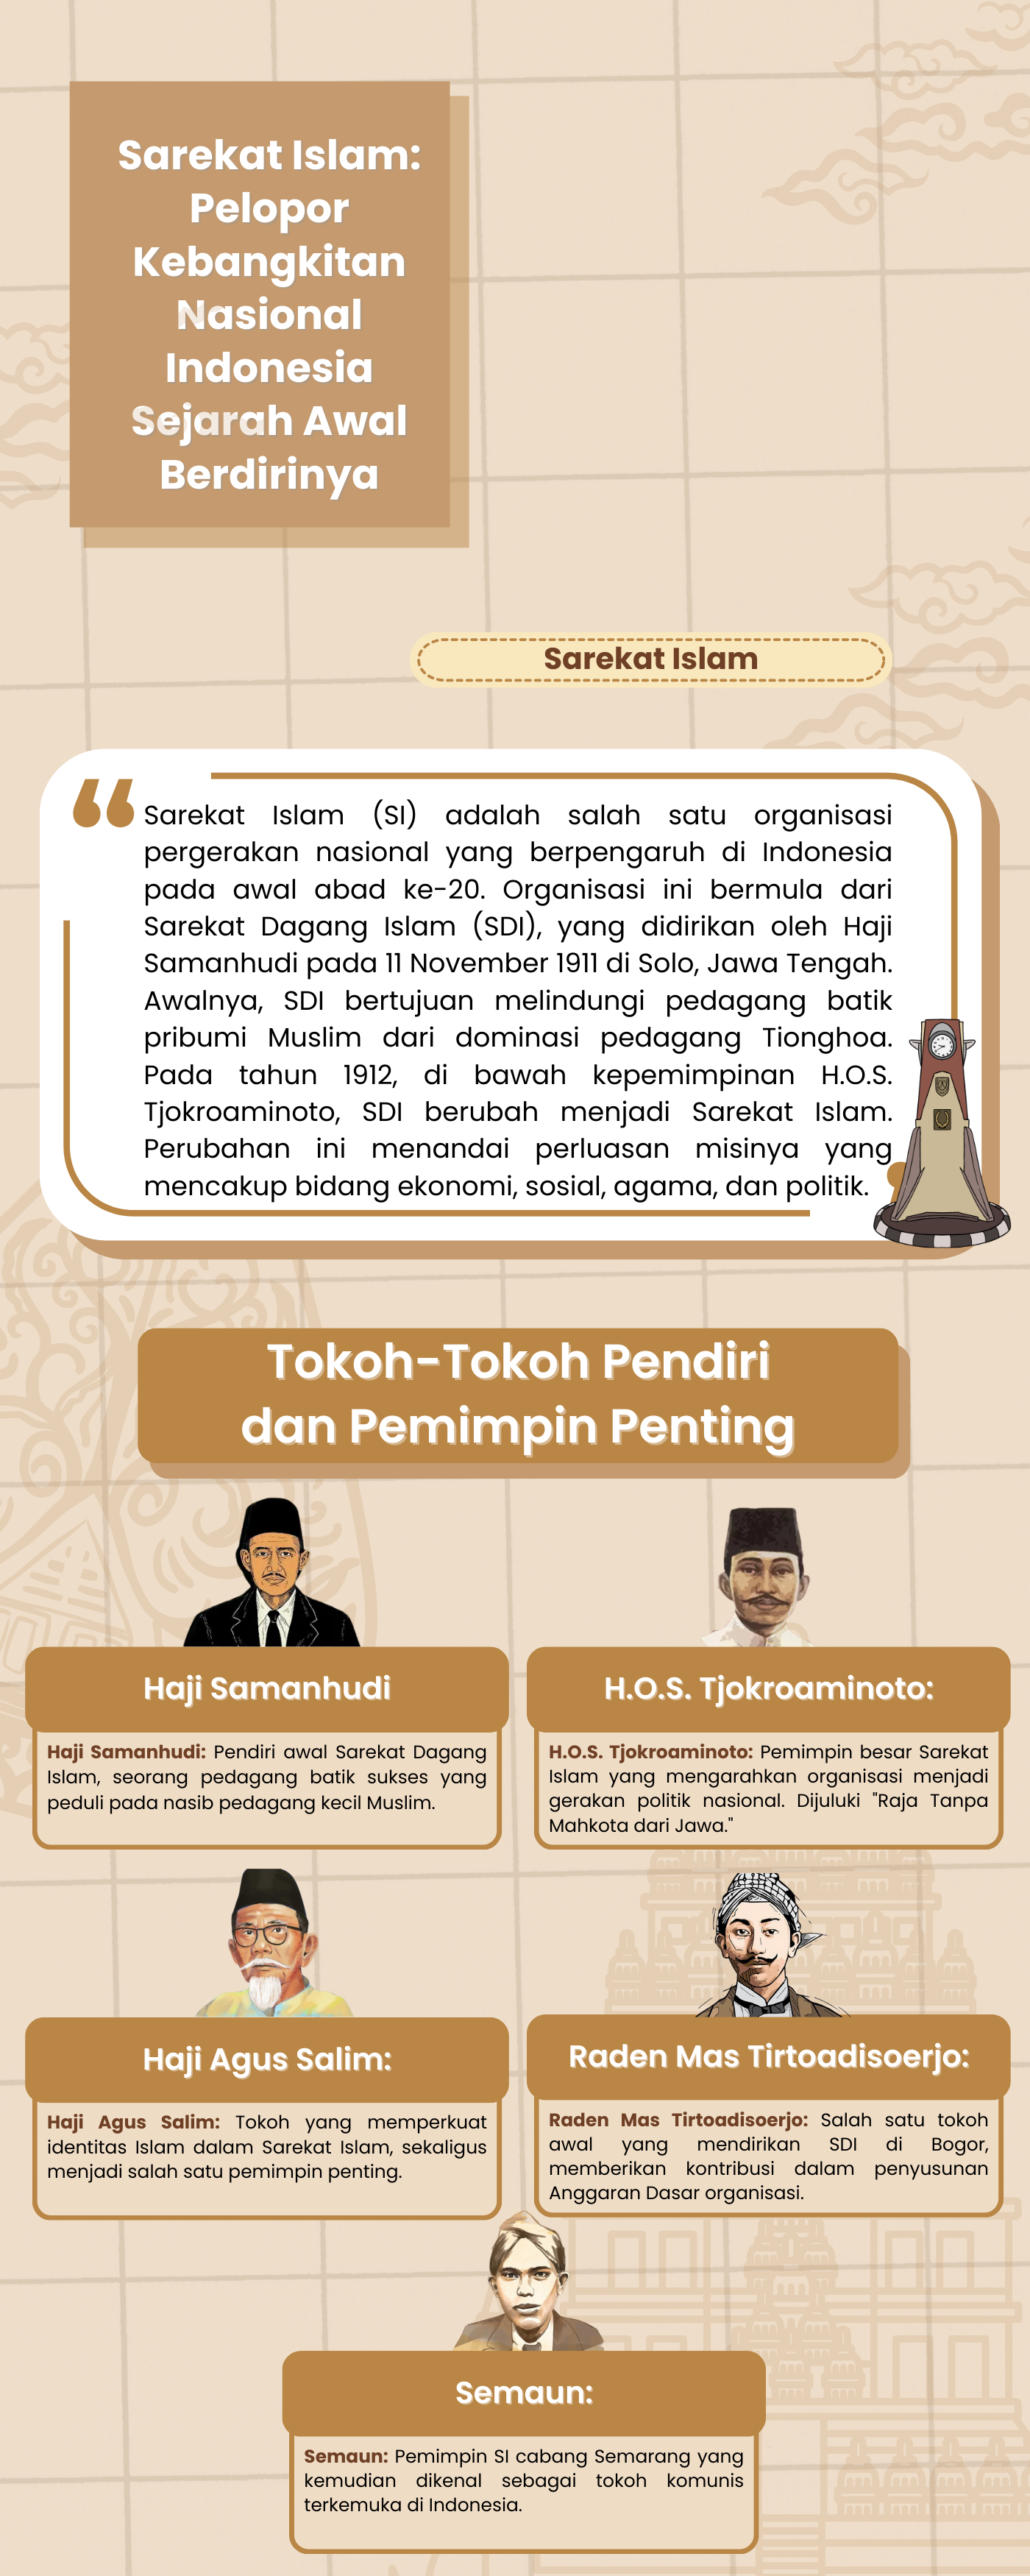 Sarekat Islam:
Pelopor
Kebangkitan
Nasional
Indonesia
Sejarah Awal
Berdirinya
Sarekat Islam
Sarekat Islam (SI) adalah salah satu organisasi
pergerakan nasional yang berpengaruh di Indonesia
pada awal abad ke-20. Organisasi ini bermula dari
Sarekat Dagang Islam (SDI), yang didirikan oleh Haji
Samanhudi pada 11 November 1911 di Solo, Jawa Tengah.
Awalnya, SDI bertujuan melindungi pedagang batik
pribumi Muslim dari dominasi pedagang Tionghoa.
Pada tahun 1912, di bawah kepemimpinan H.O.S.
Tjokroaminoto, SDI berubah menjadi Sarekat Islam.
Perubahan ini menandai perluasan misinya yang
mencakup bidang ekonomi, sosial, agama, dan politik.
Tokoh-Tokoh Pendiri
dan Pemimpin Penting
Haji Samanhudi
Haji Samanhudi: Pendiri awal Sarekat Dagang
Islam, seorang pedagang batik sukses yang
peduli pada nasib pedagang kecil Muslim.
H.O.S. Tjokroaminoto:
H.O.S. Tjokroaminoto: Pemimpin besar Sarekat
Islam yang mengarahkan organisasi menjadi
gerakan politik nasional. Dijuluki "Raja Tanpa
Mahkota dari Jawa."
Haji Agus Salim:
Haji Agus Salim: Tokoh yang memperkuat
identitas Islam dalam Sarekat Islam, sekaligus
menjadi salah satu pemimpin penting.
Raden Mas Tirtoadisoerjo:
Raden Mas Tirtoadisoerjo: Salah satu tokoh
awal yang mendirikan SDI di Bogor,
memberikan kontribusi dalam penyusunan
Anggaran Dasar organisasi.
Semaun:
Semaun: Pemimpin SI cabang Semarang yang
kemudian dikenal sebagai tokoh komunis
terkemuka di Indonesia.